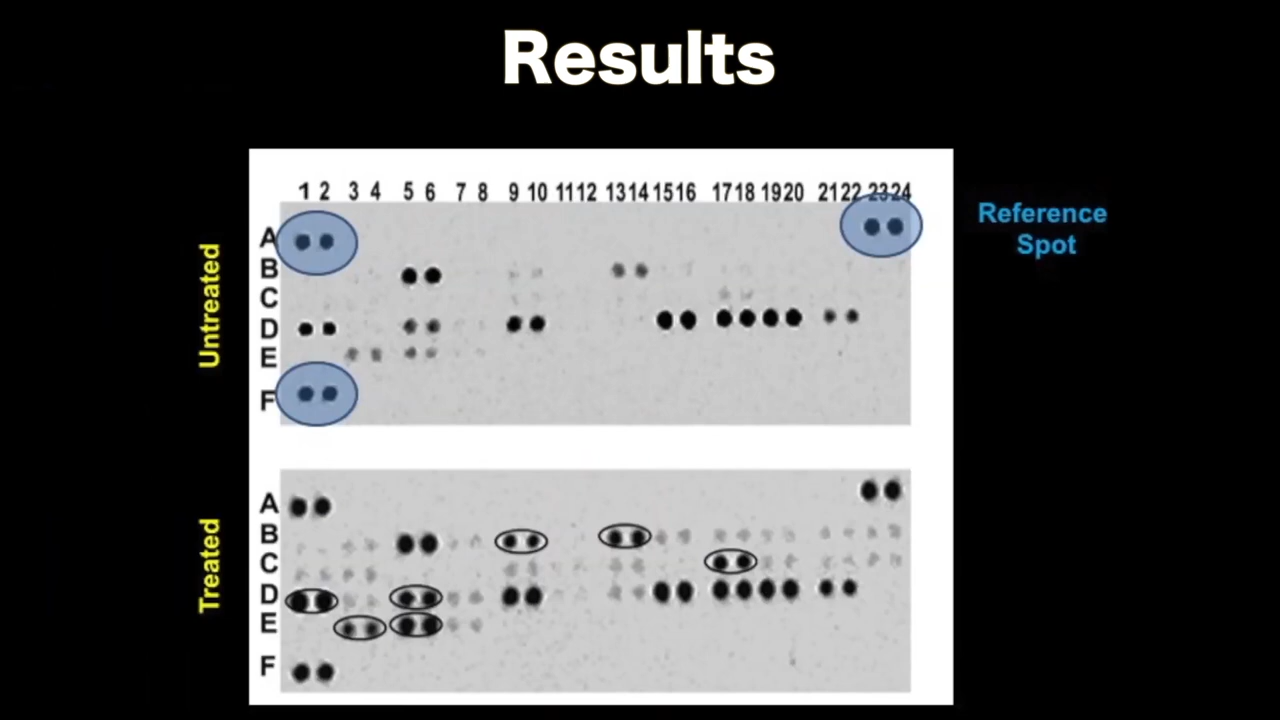 Results
1 2 3 4 5 6 7 8 9 10 11 12 13 14 15 16 17 18 19 20 21 22 23 24
Reference
Spot
Untreated
A
B
C
D
E
F
Treated
A
B
C
D
E
F